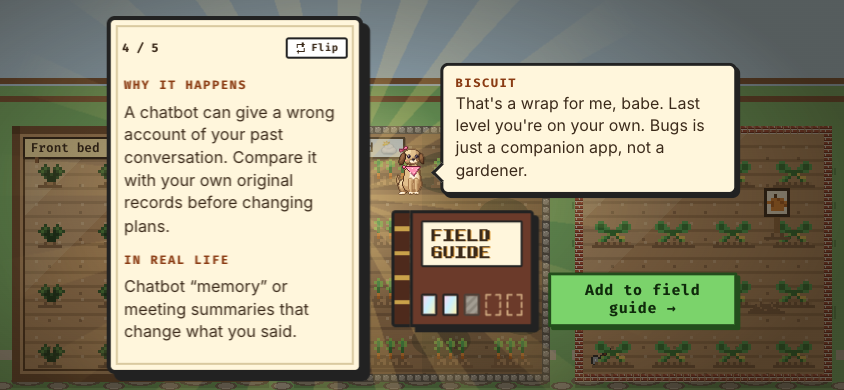 4 / 5
Flip
WHY IT HAPPENS
A chatbot can give a wrong
account of your past
conversation. Compare it
with your own original
records before changing
plans.
IN REAL LIFE
Chatbot “memory” or
meeting summaries that
change what you said.
Front bed
BISCUIT
That's a wrap for me, babe. Last
level you're on your own. Bugs is
just a companion app, not a
gardener.
FIELD
GUIDE
Add to field
guide →